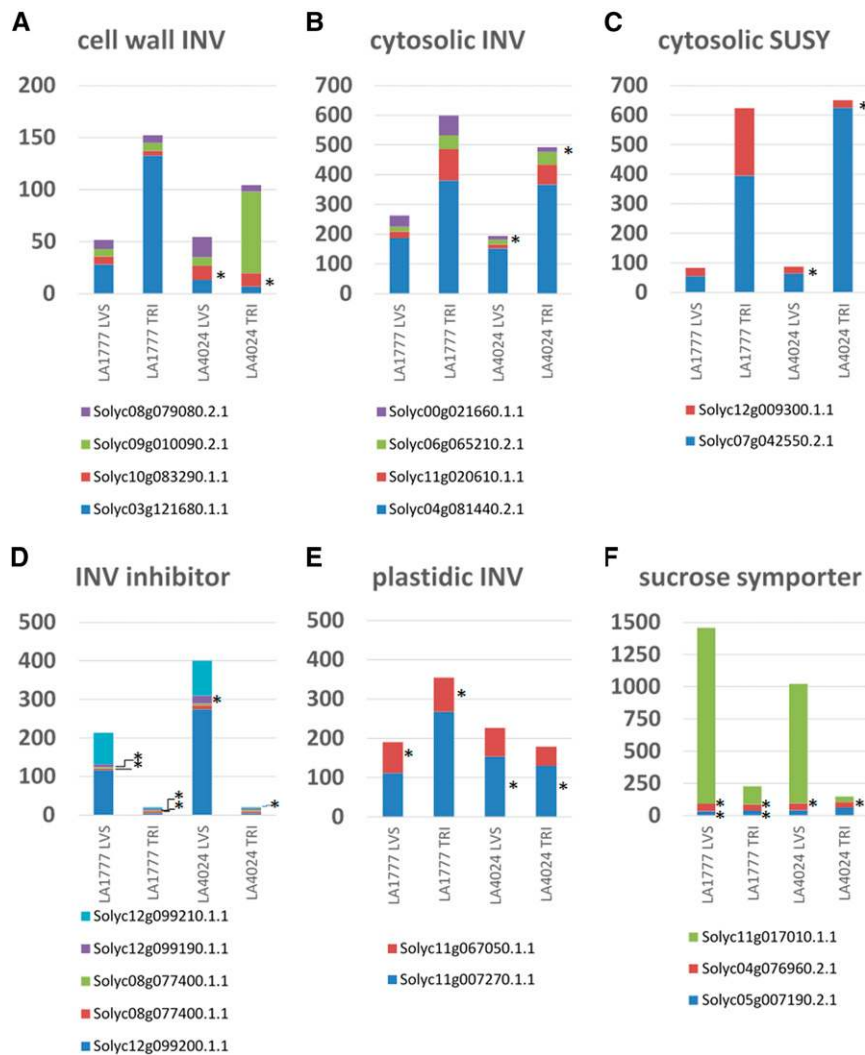 A
cell wall INV
200
150
100
50
0
*
*
LA1777 LVS
LA1777 TRI
LA4024 LVS
LA4024 TRI
Solyc08g079080.2.1
Solyc09g010090.2.1
Solyc10g083290.1.1
Solyc03g121680.1.1
B
cytosolic INV
700
600
500
400
300
200
100
0
*
*
LA1777 LVS
LA1777 TRI
LA4024 LVS
LA4024 TRI
Solyc00g021660.1.1
Solyc06g065210.2.1
Solyc11g020610.1.1
Solyc04g081440.2.1
C
cytosolic SUSY
700
600
500
400
300
200
100
0
*
*
LA1777 LVS
LA1777 TRI
LA4024 LVS
LA4024 TRI
Solyc12g009300.1.1
Solyc07g042550.2.1
D
INV inhibitor
500
400
300
200
100
0
*
*
*
*
*
*
LA1777 LVS
LA1777 TRI
LA4024 LVS
LA4024 TRI
Solyc12g099210.1.1
Solyc12g099190.1.1
Solyc08g077400.1.1
Solyc08g077400.1.1
Solyc12g099200.1.1
E
plastidic INV
500
400
300
200
100
0
*
*
*
*
LA1777 LVS
LA1777 TRI
LA4024 LVS
LA4024 TRI
Solyc11g067050.1.1
Solyc11g007270.1.1
F
sucrose symporter
1500
1250
1000
750
500
250
0
*
*
*
*
*
*
LA1777 LVS
LA1777 TRI
LA4024 LVS
LA4024 TRI
Solyc11g017010.1.1
Solyc04g076960.2.1
Solyc05g007190.2.1